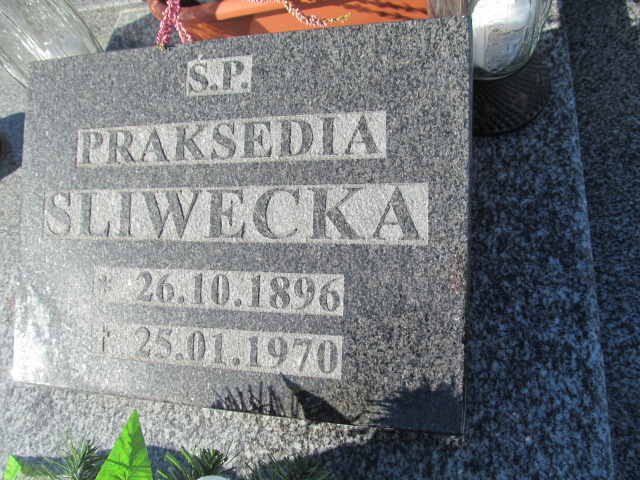 Ś.P.
PRAKSEDIA
SLIWECKA
* 26.10.1896
† 25.01.1970